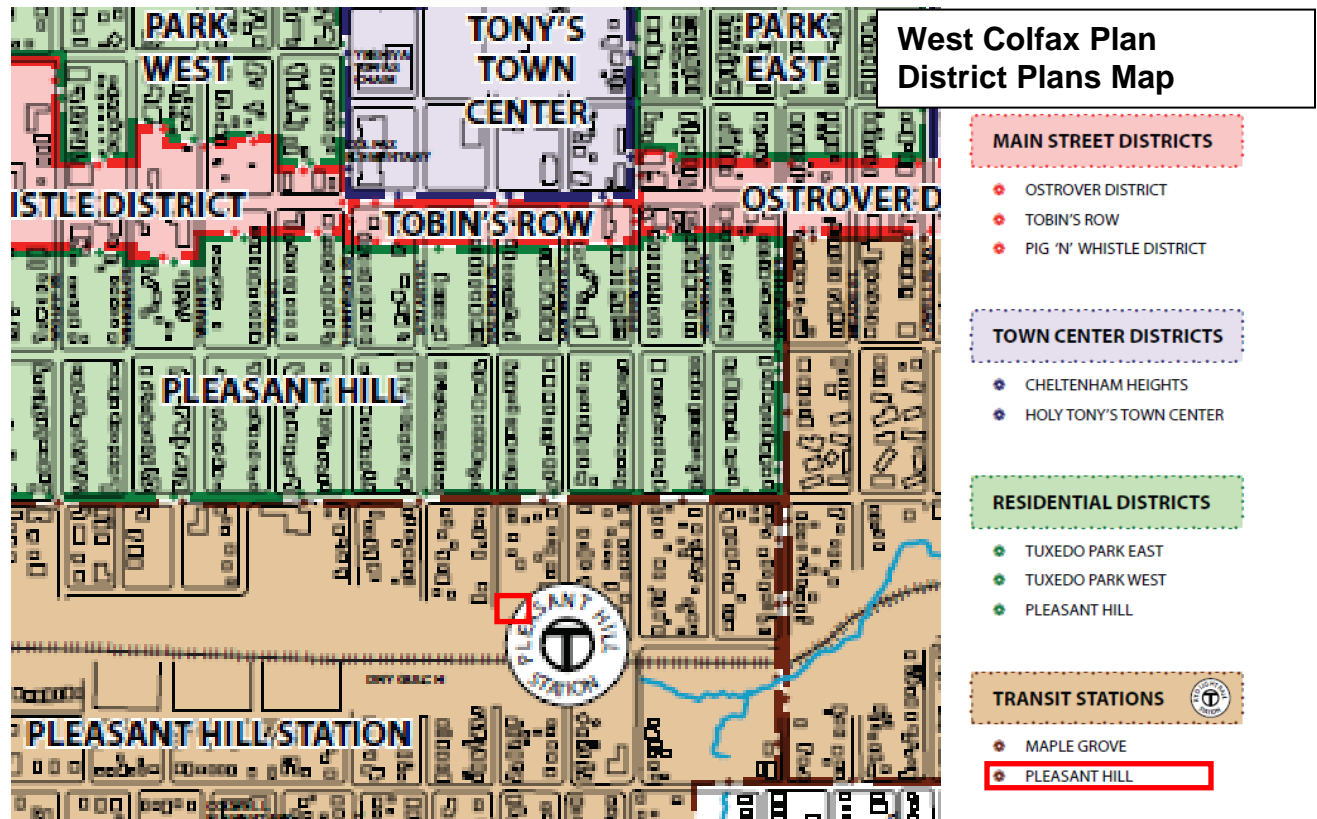 West Colfax Plan
District Plans Map
PARK
WEST
TONY'S
TOWN
CENTER
PARK
EAST
ISTLE DISTRICT
TOBIN'S ROW
OSTROVER D
PLEASANT HILL
PLEASANT HILL
STATION
DRY GULCH
PLEASANT HILL STATION
MAIN STREET DISTRICTS
OSTROVER DISTRICT
TOBIN'S ROW
PIG 'N' WHISTLE DISTRICT
TOWN CENTER DISTRICTS
CHELTENHAM HEIGHTS
HOLY TONY'S TOWN CENTER
RESIDENTIAL DISTRICTS
TUXEDO PARK EAST
TUXEDO PARK WEST
PLEASANT HILL
TRANSIT STATIONS
MAPLE GROVE
PLEASANT HILL